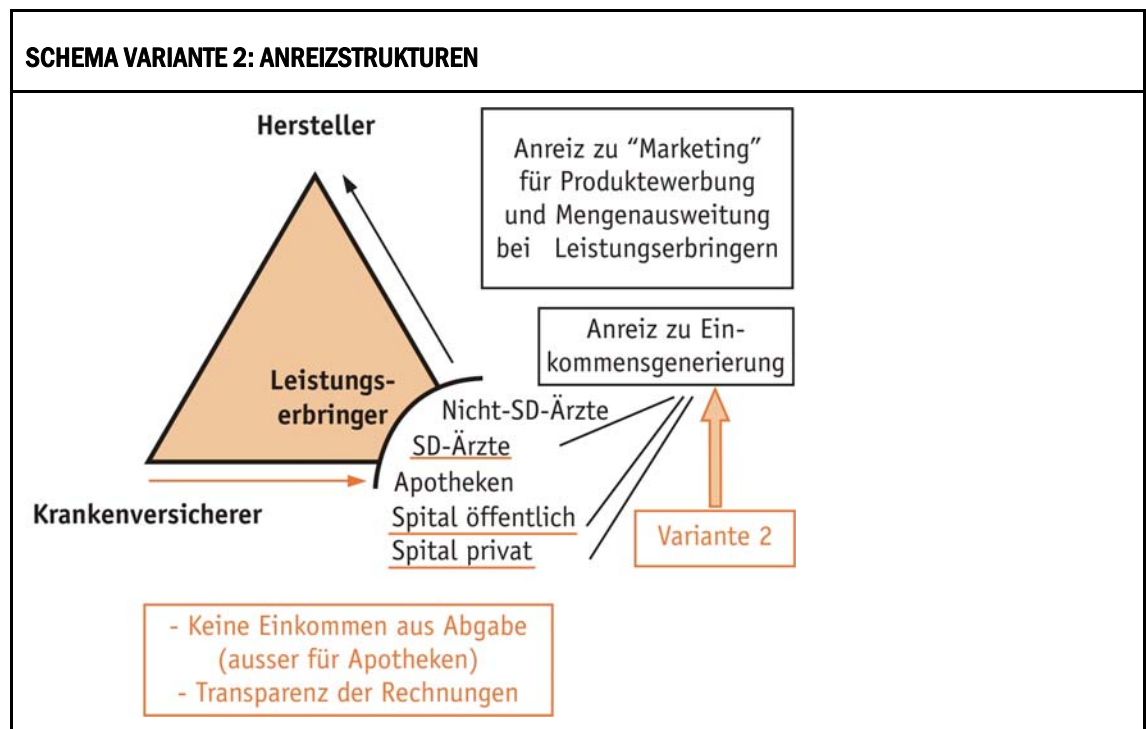 SCHEMA VARIANTE 2: ANREIZSTRUKTUREN
Hersteller
Anreiz zu “Marketing”
für Produktewerbung
und Mengenausweitung
bei Leistungserbringern
Anreiz zu Ein-
kommensgenerierung
Leistungs-
erbringer
Nicht-SD-Ärzte
SD-Ärzte
Apotheken
Spital öffentlich
Spital privat
Krankenversicherer
Variante 2
- Keine Einkommen aus Abgabe
(ausser für Apotheken)
- Transparenz der Rechnungen